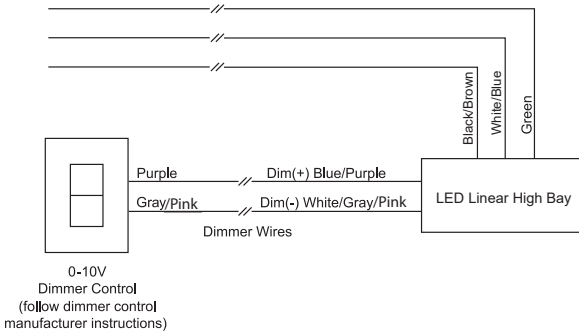 Black/Brown
White/Blue
Green
Purple
Dim(+) Blue/Purple
LED Linear High Bay
Gray/Pink
Dim(-) White/Gray/Pink
Dimmer Wires
0-10V
Dimmer Control
(follow dimmer control
manufacturer instructions)